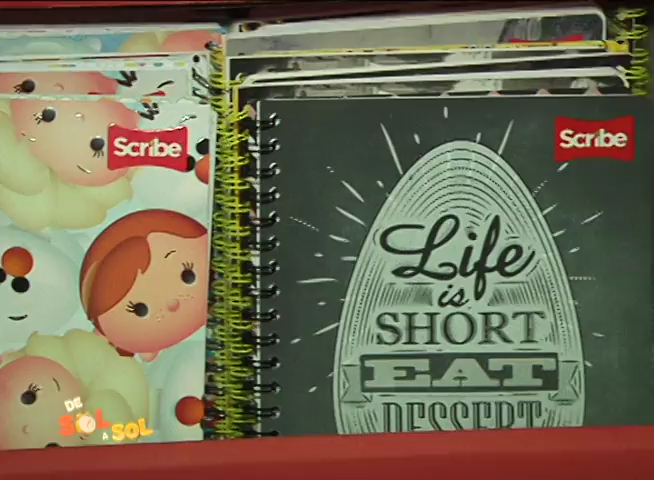 Scribe
Scribe
Life
is
SHORT
EAT
DESSERT
DE
SOL
A SOL